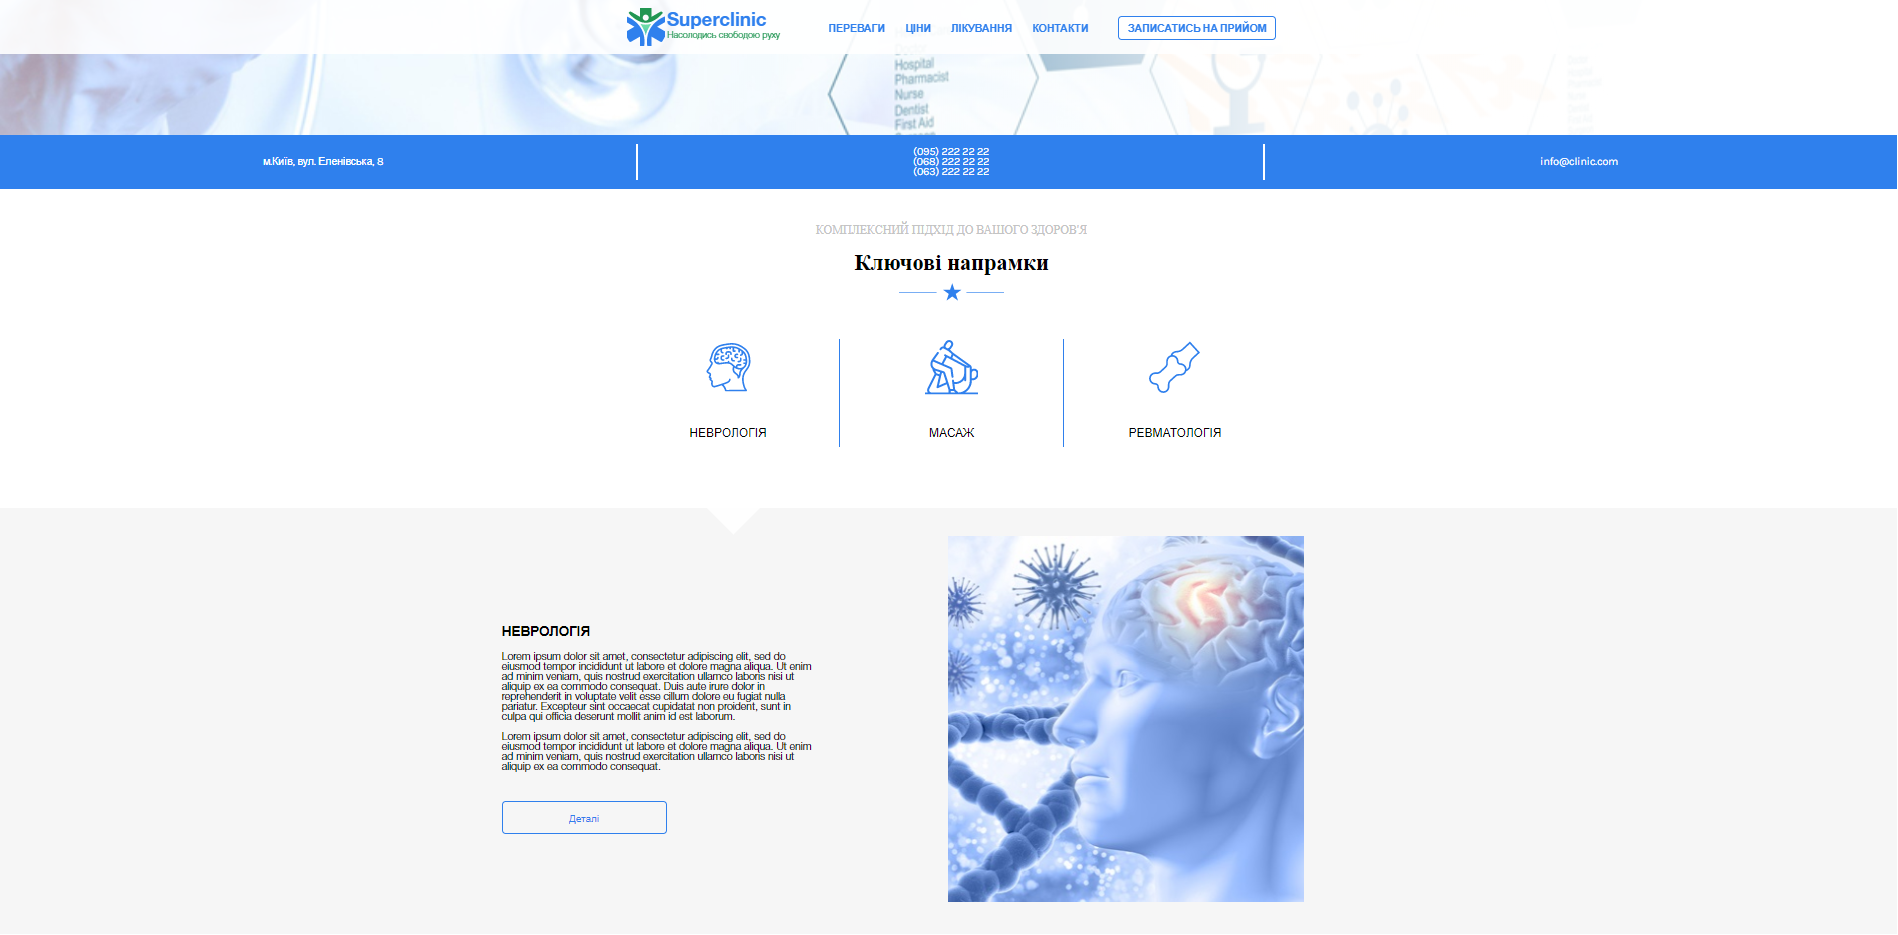 Superclinic
Насолодись свободою руху
ПЕРЕВАГИ ЦІНИ ЛІКУВАННЯ КОНТАКТИ ЗАПИСАТИСЬ НА ПРИЙОМ
Hospital
Pharmacist
Nurse
Dentist
First Aid
м.Київ, вул. Еленівська, 8
(095) 222 22 22
(068) 222 22 22
(063) 222 22 22
info@clinic.com
КОМПЛЕКСНИЙ ПІДХІД ДО ВАШОГО ЗДОРОВ'Я
Ключові напрамки
НЕВРОЛОГІЯ
МАСАЖ
РЕВМАТОЛОГІЯ
НЕВРОЛОГІЯ
Lorem ipsum dolor sit amet, consectetur adipiscing elit, sed do
eiusmod tempor incididunt ut labore et dolore magna aliqua. Ut enim
ad minim veniam, quis nostrud exercitation ullamco laboris nisi ut
aliquip ex ea commodo consequat. Duis aute irure dolor in
reprehenderit in voluptate velit esse cillum dolore eu fugiat nulla
pariatur. Excepteur sint occaecat cupidatat non proident, sunt in
culpa qui officia deserunt mollit anim id est laborum.
Lorem ipsum dolor sit amet, consectetur adipiscing elit, sed do
eiusmod tempor incididunt ut labore et dolore magna aliqua. Ut enim
ad minim veniam, quis nostrud exercitation ullamco laboris nisi ut
aliquip ex ea commodo consequat.
Деталі